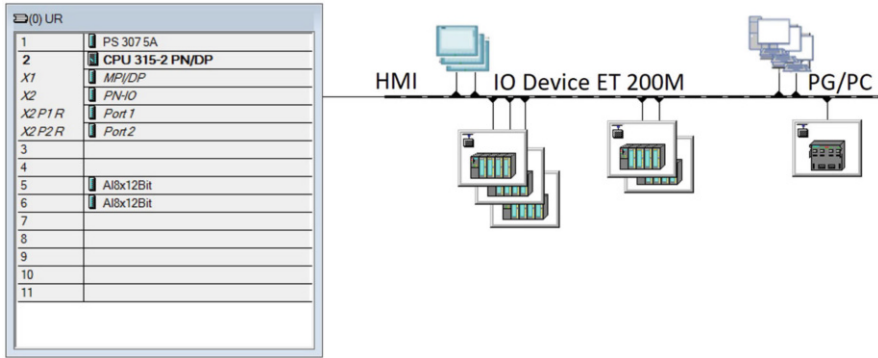 (0) UR
1 PS 307 5A
2 CPU 315-2 PN/DP
X1 MPI/DP
X2 PN-IO
X2 P1 R Port 1
X2 P2 R Port 2
3
4
5 AI8x12Bit
6 AI8x12Bit
7
8
9
10
11
HMI IO Device ET 200M PG/PC